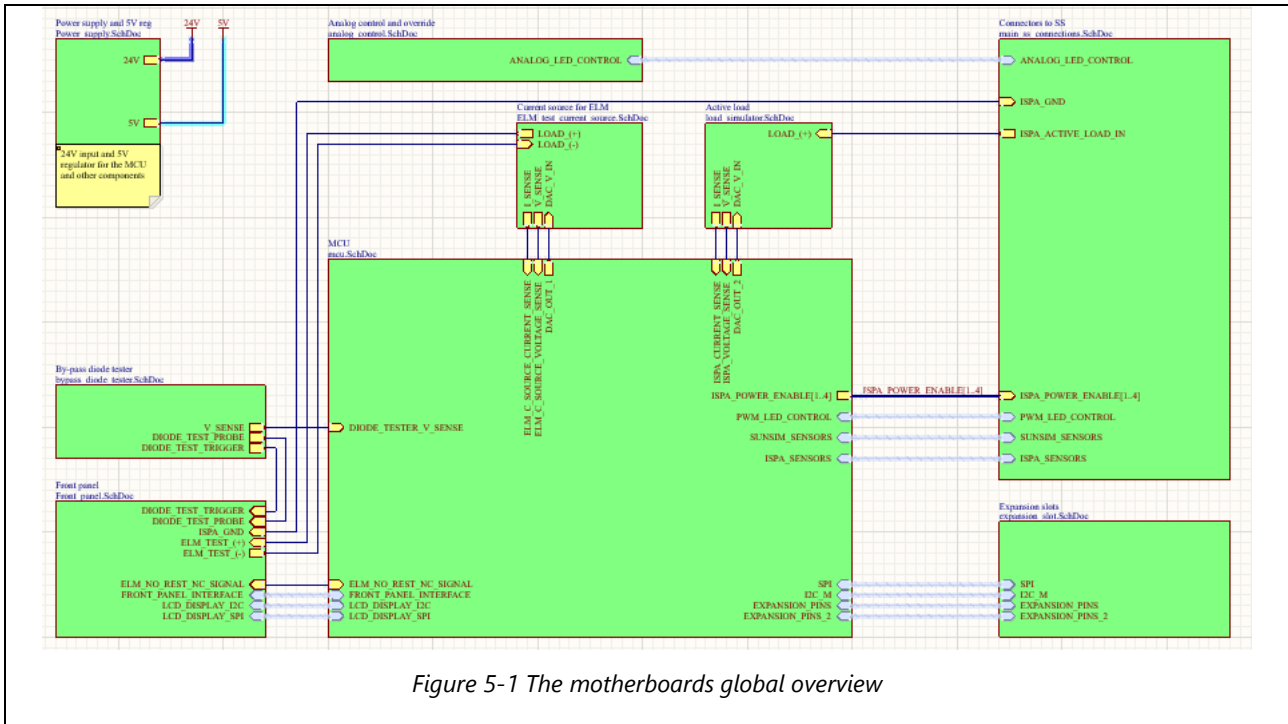 Power supply and 5V reg
Power_supply.SchDoc
24V
5V
24V
5V
24V input and 5V
regulator for the MCU
and other components
Analog control and override
analog_control.SchDoc
ANALOG_LED_CONTROL
Connectors to SS
main_ss_connections.SchDoc
ANALOG_LED_CONTROL
ISPA_GND
ISPA_ACTIVE_LOAD_IN
ISPA_POWER_ENABLE[1..4]
PWM_LED_CONTROL
SUNSIM_SENSORS
ISPA_SENSORS
Current source for ELM
ELM_test_current_source.SchDoc
LOAD_(+)
LOAD_(-)
I_SENSE
V_SENSE
DAC_V_IN
Active load
load_simulator.SchDoc
LOAD_(+)
I_SENSE
V_SENSE
DAC_V_IN
MCU
mcu.SchDoc
ELM_C_SOURCE_CURRENT_SENSE
ELM_C_SOURCE_VOLTAGE_SENSE
DAC_OUT_1
ISPA_CURRENT_SENSE
ISPA_VOLTAGE_SENSE
DAC_OUT_2
DIODE_TESTER_V_SENSE
ISPA_POWER_ENABLE[1..4]
ISPA_POWER_ENABLE[1..4]
PWM_LED_CONTROL
SUNSIM_SENSORS
ISPA_SENSORS
ELM_NO_REST_NC_SIGNAL
FRONT_PANEL_INTERFACE
LCD_DISPLAY_I2C
LCD_DISPLAY_SPI
SPI
I2C_M
EXPANSION_PINS
EXPANSION_PINS_2
By-pass diode tester
bypass_diode_tester.SchDoc
V_SENSE
DIODE_TEST_PROBE
DIODE_TEST_TRIGGER
Front panel
Front_panel.SchDoc
DIODE_TEST_TRIGGER
DIODE_TEST_PROBE
ISPA_GND
ELM_TEST_(+)
ELM_TEST_(-)
ELM_NO_REST_NC_SIGNAL
FRONT_PANEL_INTERFACE
LCD_DISPLAY_I2C
LCD_DISPLAY_SPI
Expansion slots
expansion_slot.SchDoc
SPI
I2C_M
EXPANSION_PINS
EXPANSION_PINS_2
Figure 5-1 The motherboards global overview